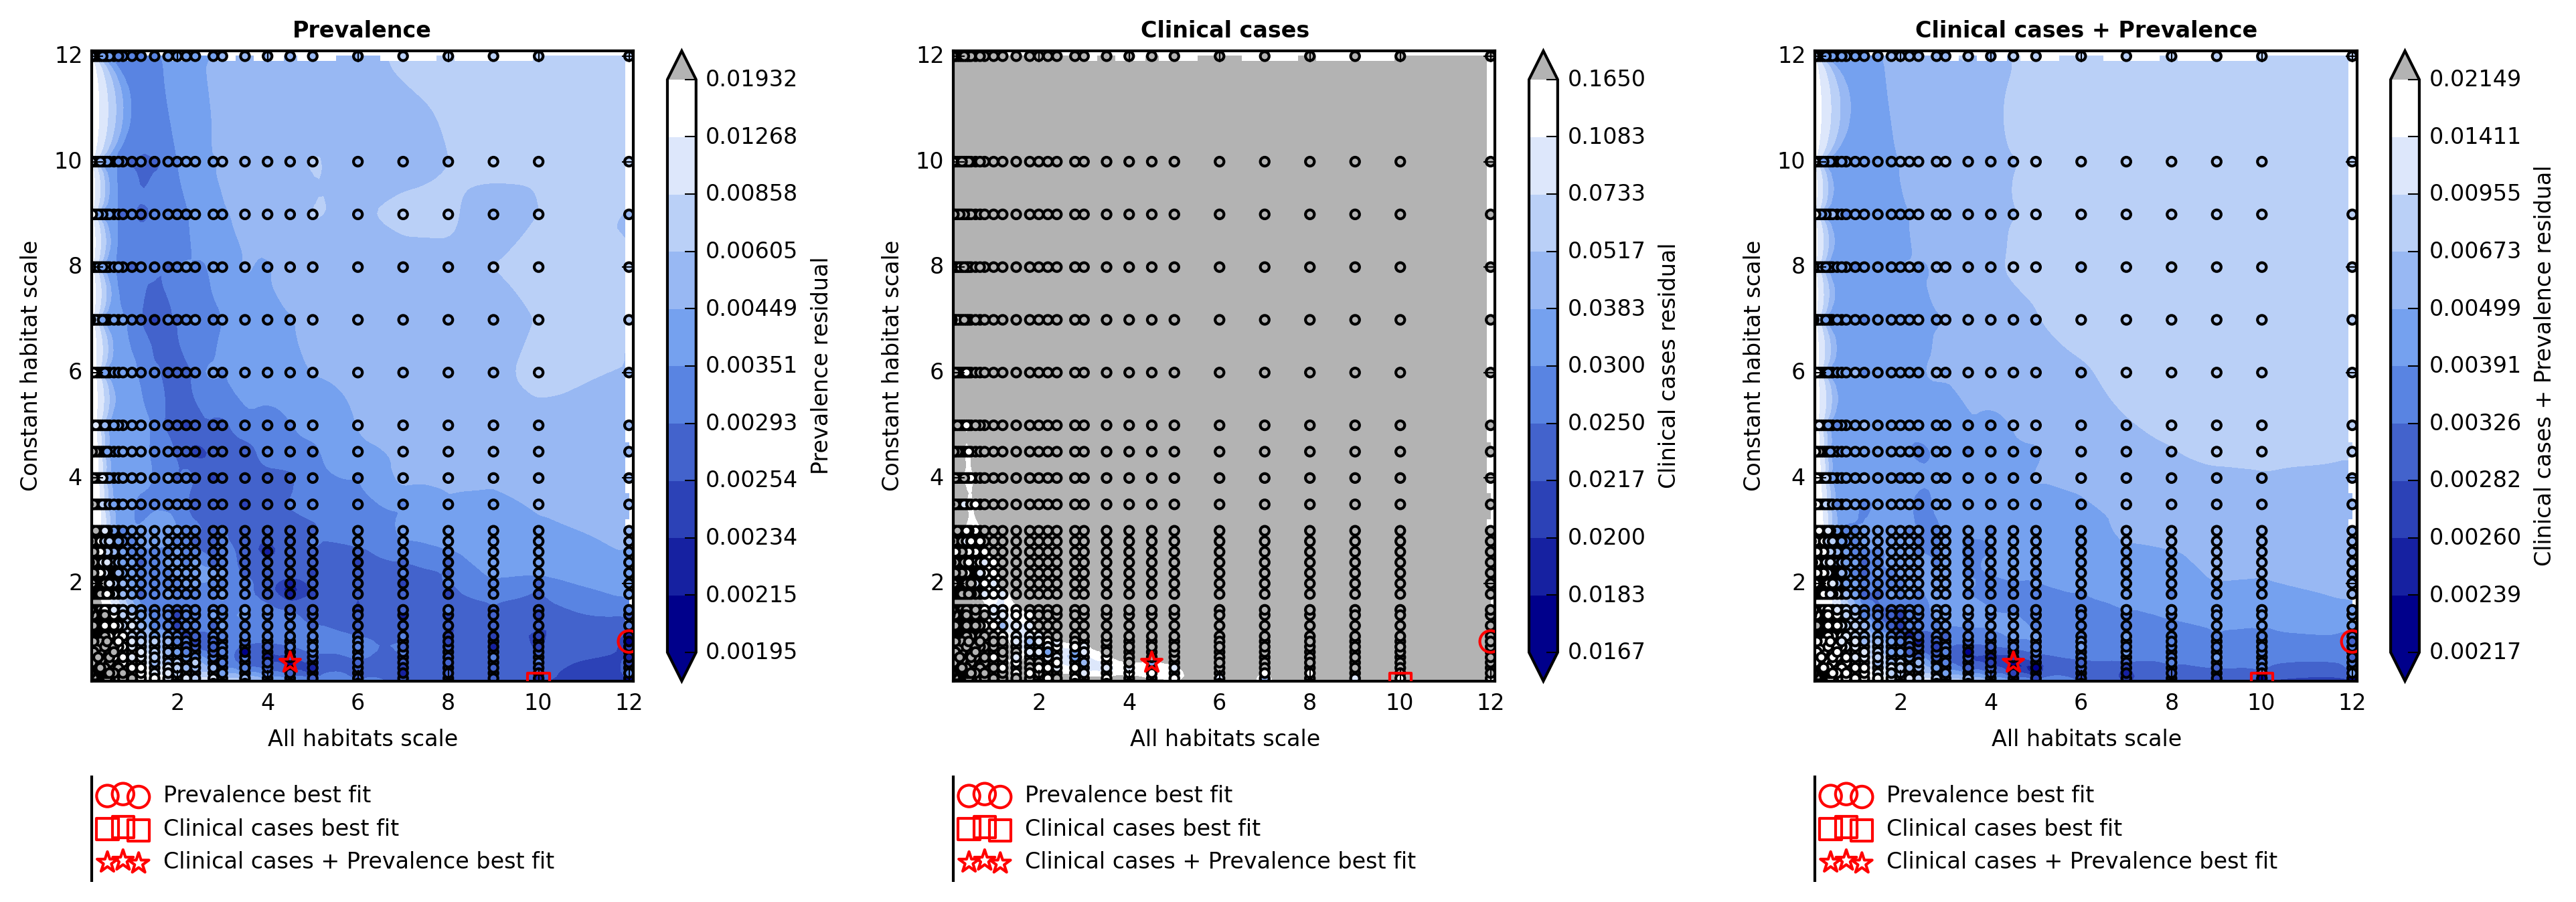 Prevalence
Clinical cases
Clinical cases + Prevalence
12
10
8
6
4
2
Constant habitat scale
2 4 6 8 10 12
All habitats scale
0.01932
0.01268
0.00858
0.00605
0.00449
0.00351
0.00293
0.00254
0.00234
0.00215
0.00195
Prevalence residual
12
10
8
6
4
2
Constant habitat scale
2 4 6 8 10 12
All habitats scale
0.1650
0.1083
0.0733
0.0517
0.0383
0.0300
0.0250
0.0217
0.0200
0.0183
0.0167
Clinical cases residual
12
10
8
6
4
2
Constant habitat scale
2 4 6 8 10 12
All habitats scale
0.02149
0.01411
0.00955
0.00673
0.00499
0.00391
0.00326
0.00282
0.00260
0.00239
0.00217
Clinical cases + Prevalence residual
Prevalence best fit
Clinical cases best fit
Clinical cases + Prevalence best fit
Prevalence best fit
Clinical cases best fit
Clinical cases + Prevalence best fit
Prevalence best fit
Clinical cases best fit
Clinical cases + Prevalence best fit